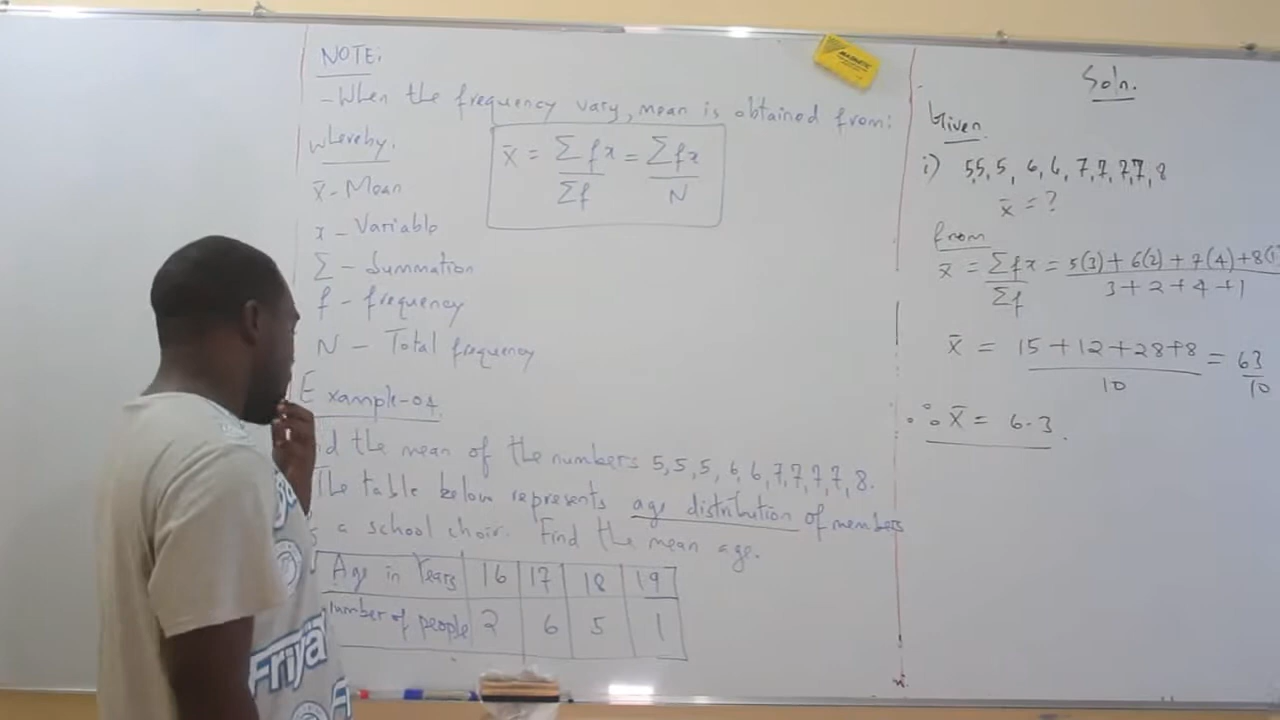 NOTE:
- When the frequency vary, mean is obtained from:
x̄ = Σfx/Σf = Σfx/N
whereby,
x̄ - Mean
x - Variable
Σ - Summation
f - frequency
N - Total frequency
Example-04
the mean of the numbers 5,5,5,6,6,7,7,7,7,8.
The table below represents age distribution of members
a school choir. Find the mean age.
Age in Years 16 17 18 19
number of people 2 6 5 1
Soln.
Given
i) 5,5,5, 6,6, 7,7,7,7,8
x̄ = ?
from
x̄ = Σfx/Σf = 5(3) + 6(2) + 7(4) + 8(1 / 3 + 2 + 4 + 1
x̄ = 15 + 12 + 28 + 8 / 10 = 63/10
∴ x̄ = 6.3
Friya